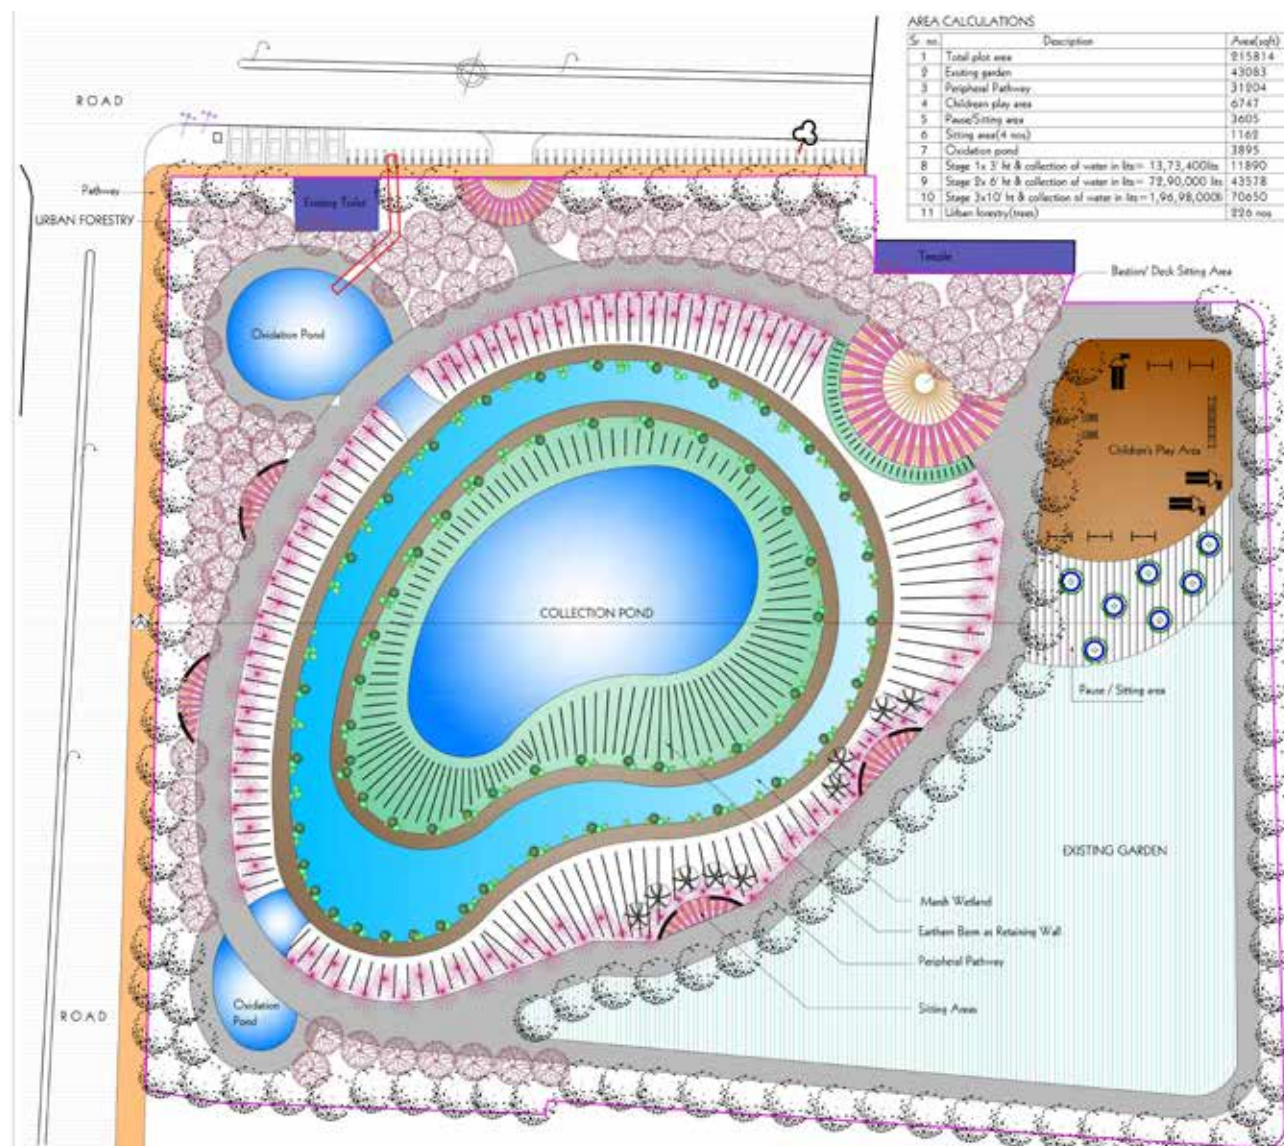 AREA CALCULATIONS
Sr. no. Description Area(sqft)
1 Total plot area 215814
2 Existing garden 43083
3 Peripheral Pathway 31204
4 Children play area 6747
5 Pause/Sitting area 3605
6 Sitting area(4 nos) 1162
7 Oxidation pond 3895
8 Stage 1x 3' ht & collection of water in lits= 13,73,400lits 11890
9 Stage 2x 6' ht & collection of water in lits= 72,90,000 lits 43578
10 Stage 3x10' ht & collection of water in lits=1,96,98,000lt 70650
11 Urban forestry(trees) 226 nos
ROAD
Pathway
URBAN FORESTRY
Existing Toilet
Temple
Bastion/ Deck Sitting Area
Oxidation Pond
Children's Play Area
COLLECTION POND
Pause / Sitting area
EXISTING GARDEN
Marsh Wetland
Earthern Berm as Retaining Wall
Peripheral Pathway
Sitting Areas
Oxidation
Pond
ROAD